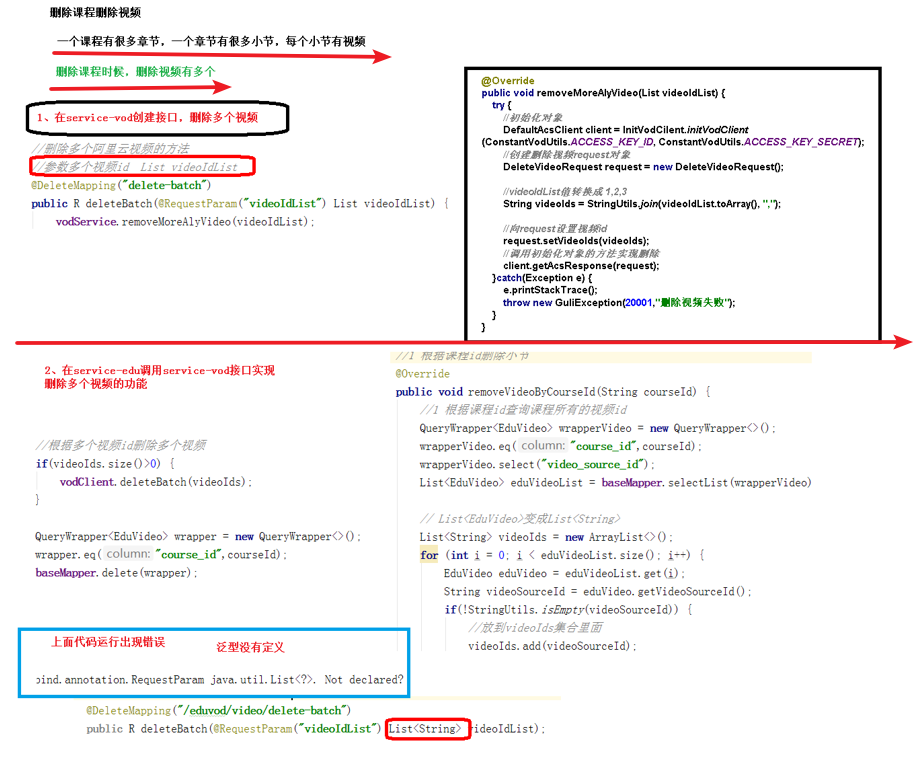 删除课程删除视频
一个课程有很多章节，一个章节有很多小节，每个小节有视频
删除课程时候，删除视频有多个
1、在service-vod创建接口，删除多个视频
//删除多个阿里云视频的方法
//参数多个视频id  List videoIdList
@DeleteMapping("delete-batch")
public R deleteBatch(@RequestParam("videoIdList") List videoIdList) {
vodService.removeMoreAlyVideo(videoIdList);
@Override
public void removeMoreAlyVideo(List videoIdList) {
try {
//初始化对象
DefaultAcsClient client = InitVodCilent.initVodClient
(ConstantVodUtils.ACCESS_KEY_ID, ConstantVodUtils.ACCESS_KEY_SECRET);
//创建删除视频request对象
DeleteVideoRequest request = new DeleteVideoRequest();
//videoIdList值转换成 1,2,3
String videoIds = StringUtils.join(videoIdList.toArray(), ",");
//向request设置视频id
request.setVideoIds(videoIds);
//调用初始化对象的方法实现删除
client.getAcsResponse(request);
}catch(Exception e) {
e.printStackTrace();
throw new GuliException(20001,"删除视频失败");
}
}
2、在service-edu调用service-vod接口实现
删除多个视频的功能
//根据多个视频id删除多个视频
if(videoIds.size()>0) {
vodClient.deleteBatch(videoIds);
}
QueryWrapper<EduVideo> wrapper = new QueryWrapper<>();
wrapper.eq( column: "course_id",courseId);
baseMapper.delete(wrapper);
//1 根据课程id删除小节
@Override
public void removeVideoByCourseId(String courseId) {
//1 根据课程id查询课程所有的视频id
QueryWrapper<EduVideo> wrapperVideo = new QueryWrapper<>();
wrapperVideo.eq( column: "course_id",courseId);
wrapperVideo.select("video_source_id");
List<EduVideo> eduVideoList = baseMapper.selectList(wrapperVideo)
// List<EduVideo>变成List<String>
List<String> videoIds = new ArrayList<>();
for (int i = 0; i < eduVideoList.size(); i++) {
EduVideo eduVideo = eduVideoList.get(i);
String videoSourceId = eduVideo.getVideoSourceId();
if(!StringUtils.isEmpty(videoSourceId)) {
//放到videoIds集合里面
videoIds.add(videoSourceId);
上面代码运行出现错误 泛型没有定义
bind.annotation.RequestParam java.util.List<?>. Not declared?
@DeleteMapping("/eduvod/video/delete-batch")
public R deleteBatch(@RequestParam("videoIdList") List<String> videoIdList);